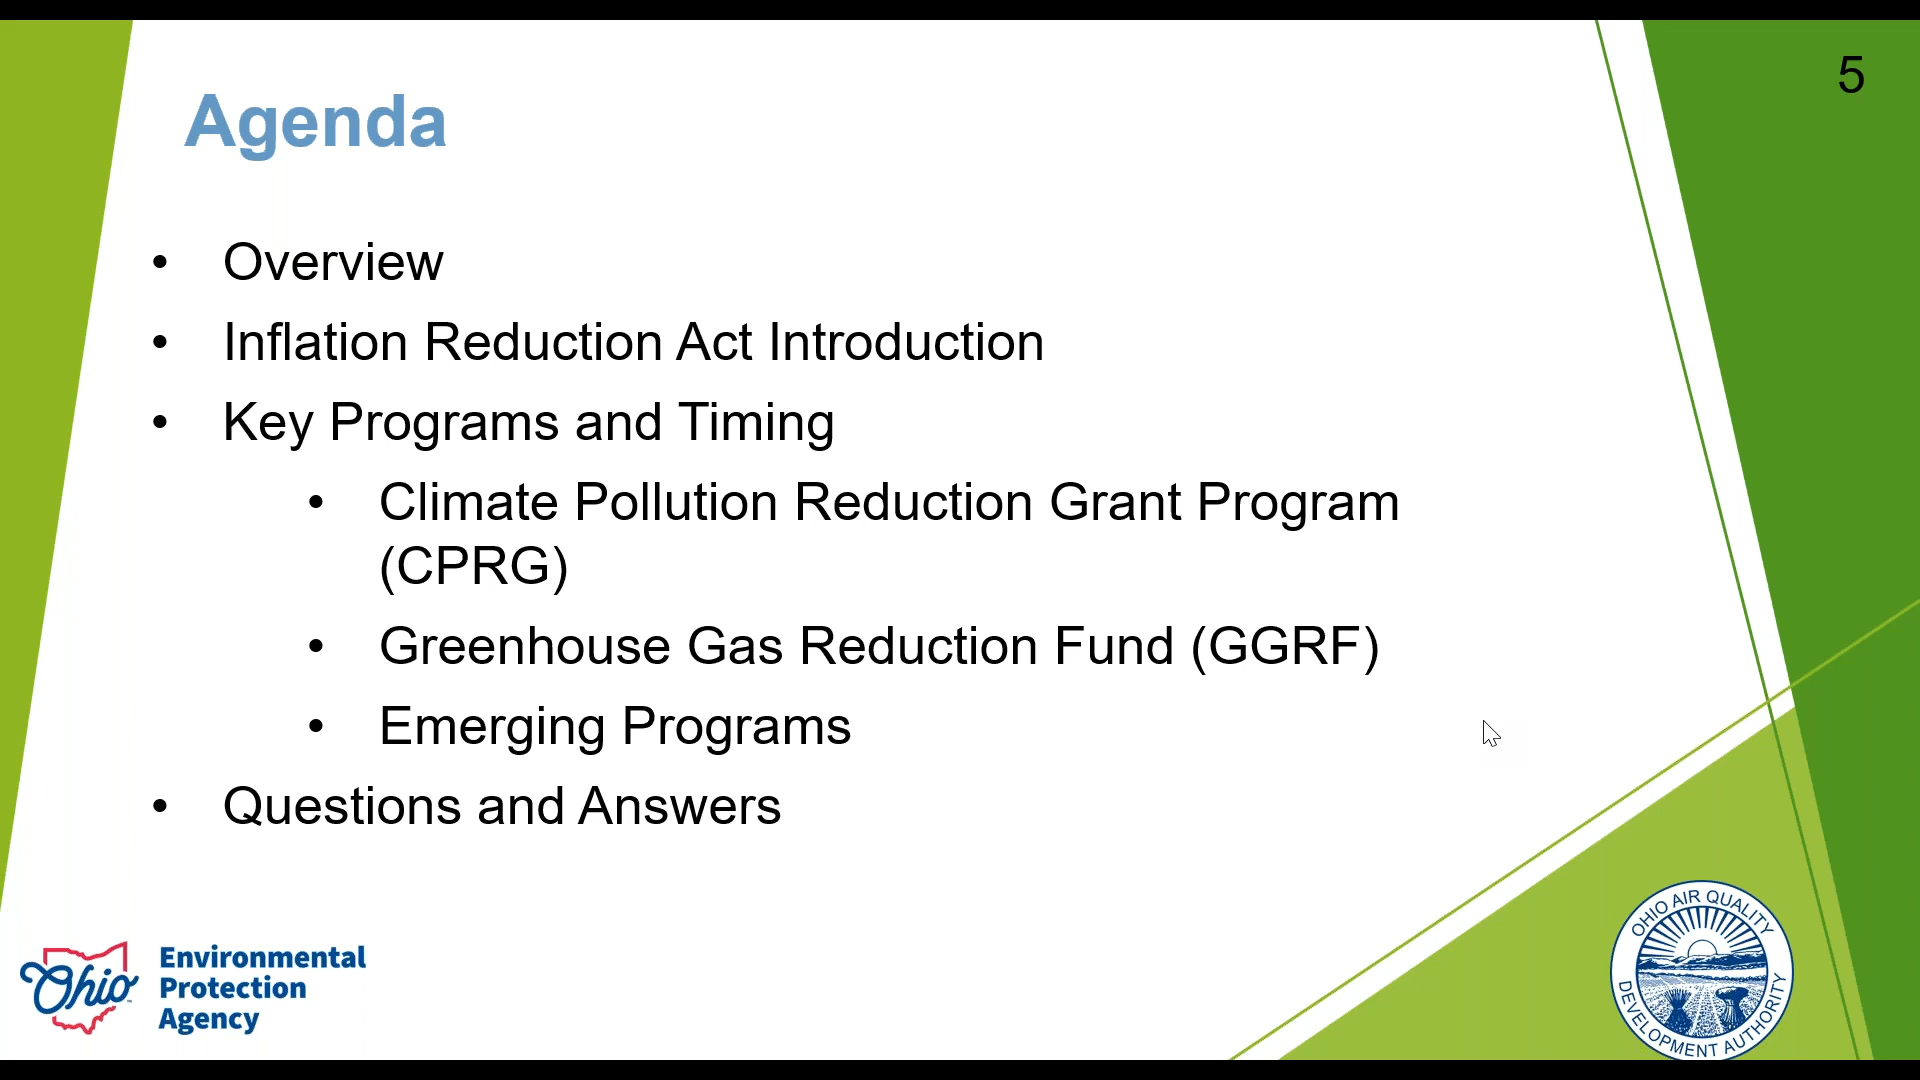 5
Agenda
• Overview
• Inflation Reduction Act Introduction
• Key Programs and Timing
• Climate Pollution Reduction Grant Program
(CPRG)
• Greenhouse Gas Reduction Fund (GGRF)
• Emerging Programs
• Questions and Answers
Ohio
Environmental
Protection
Agency
OHIO AIR QUALITY
DEVELOPMENT AUTHORITY